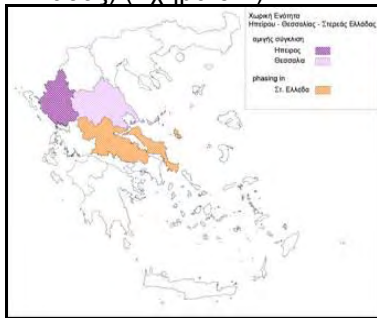 Χωρική Ενότητα
Ηπείρου - Θεσσαλίας - Στερεάς Ελλάδας
αμιγής σύγκλιση
Ήπειρος
Θεσσαλία
phasing in
Στ. Ελλάδα